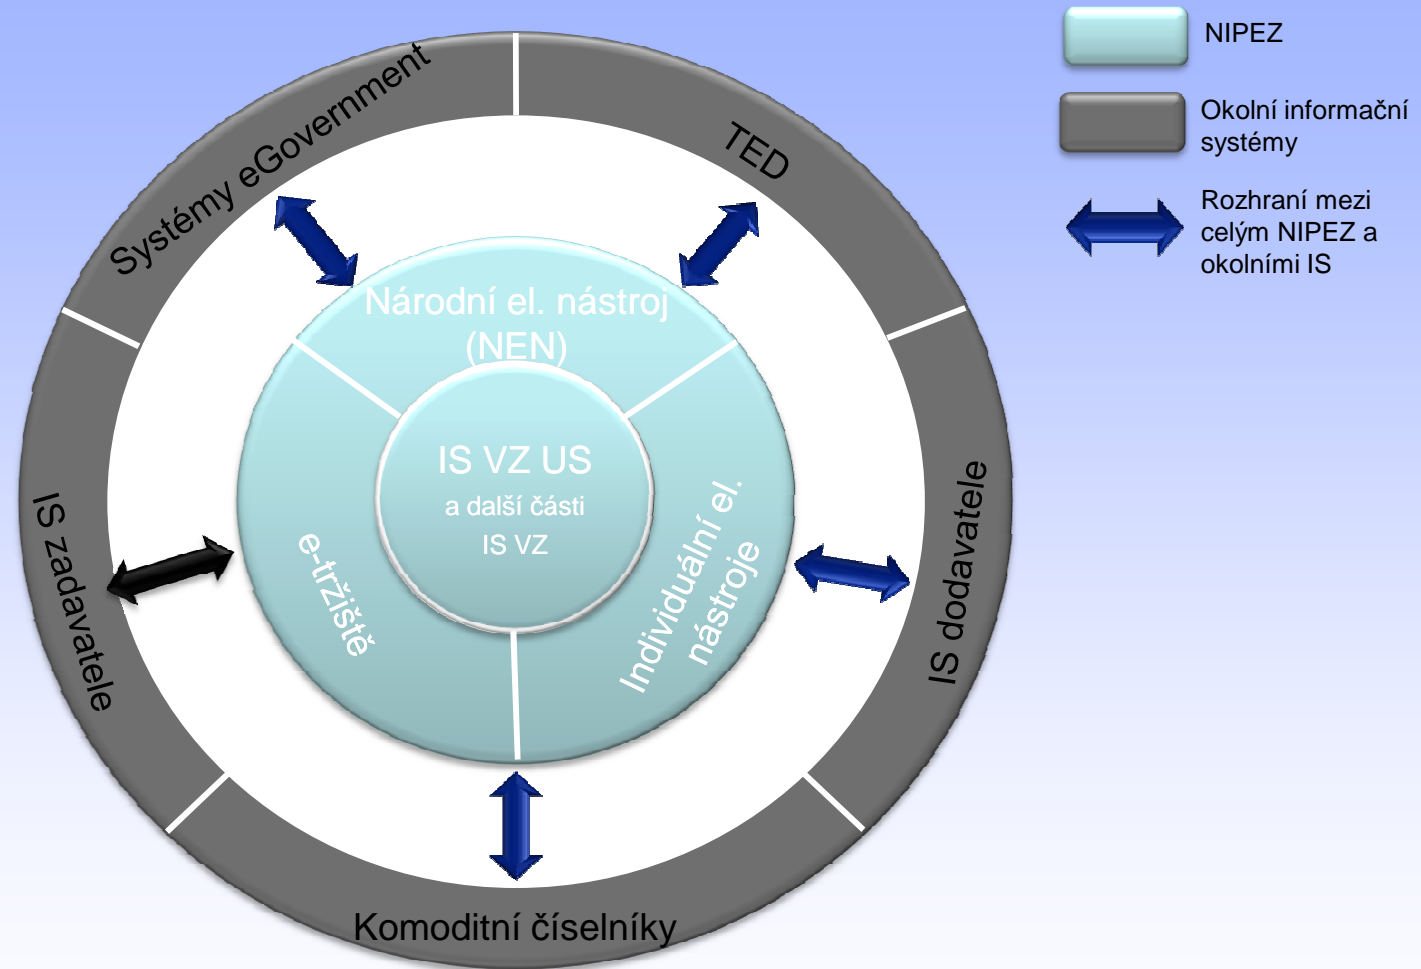 NIPEZ
Okolní informační
systémy
Rozhraní mezi
celým NIPEZ a
okolními IS
Systémy eGovernment
TED
Národní el. nástroj
(NEN)
IS VZ US
a další části
IS VZ
e-tržiště
Individuální el.
nástroje
IS zadavatele
IS dodavatele
Komoditní číselníky